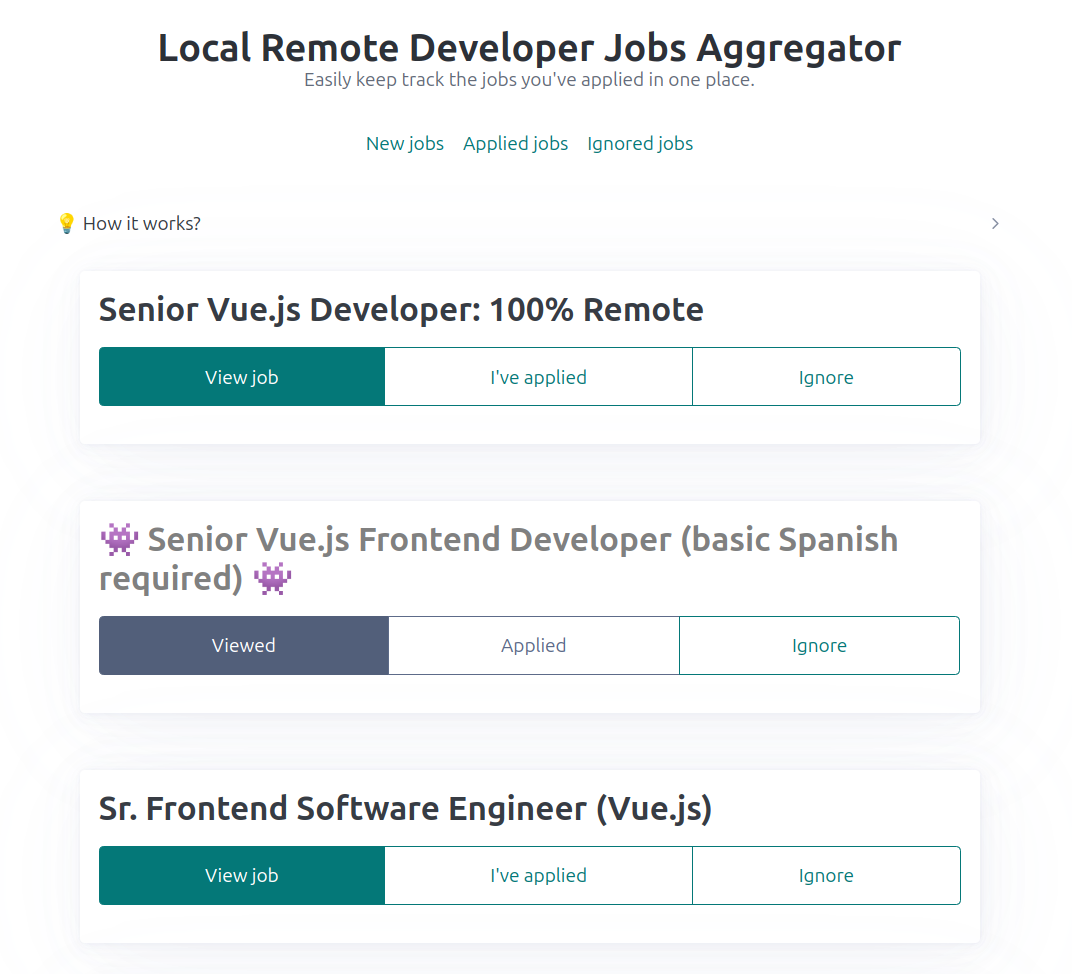 Local Remote Developer Jobs Aggregator
Easily keep track the jobs you've applied in one place.
New jobs Applied jobs Ignored jobs
💡 How it works?
Senior Vue.js Developer: 100% Remote
View job I've applied Ignore
👾 Senior Vue.js Frontend Developer (basic Spanish
required) 👾
Viewed Applied Ignore
Sr. Frontend Software Engineer (Vue.js)
View job I've applied Ignore